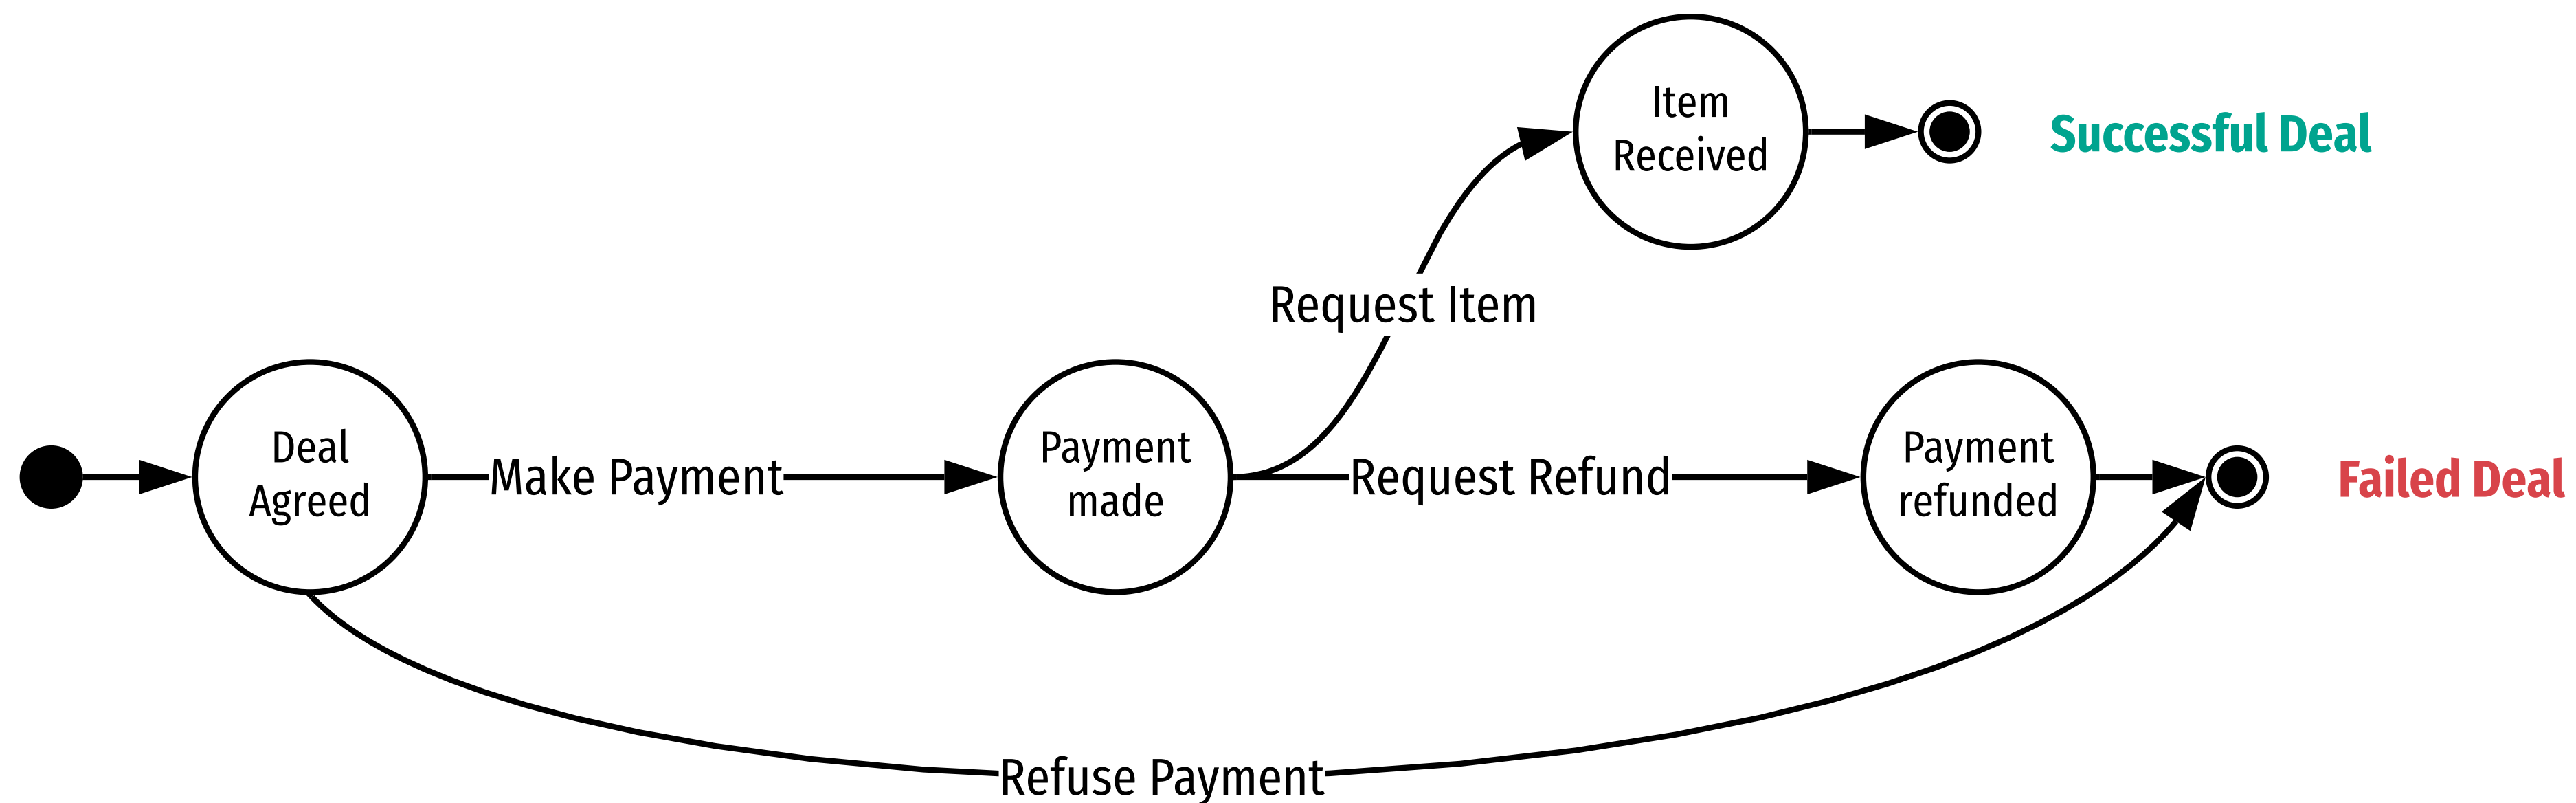 Item
Received
Successful Deal
Request Item
Deal
Agreed
Make Payment
Payment
made
Request Refund
Payment
refunded
Failed Deal
Refuse Payment